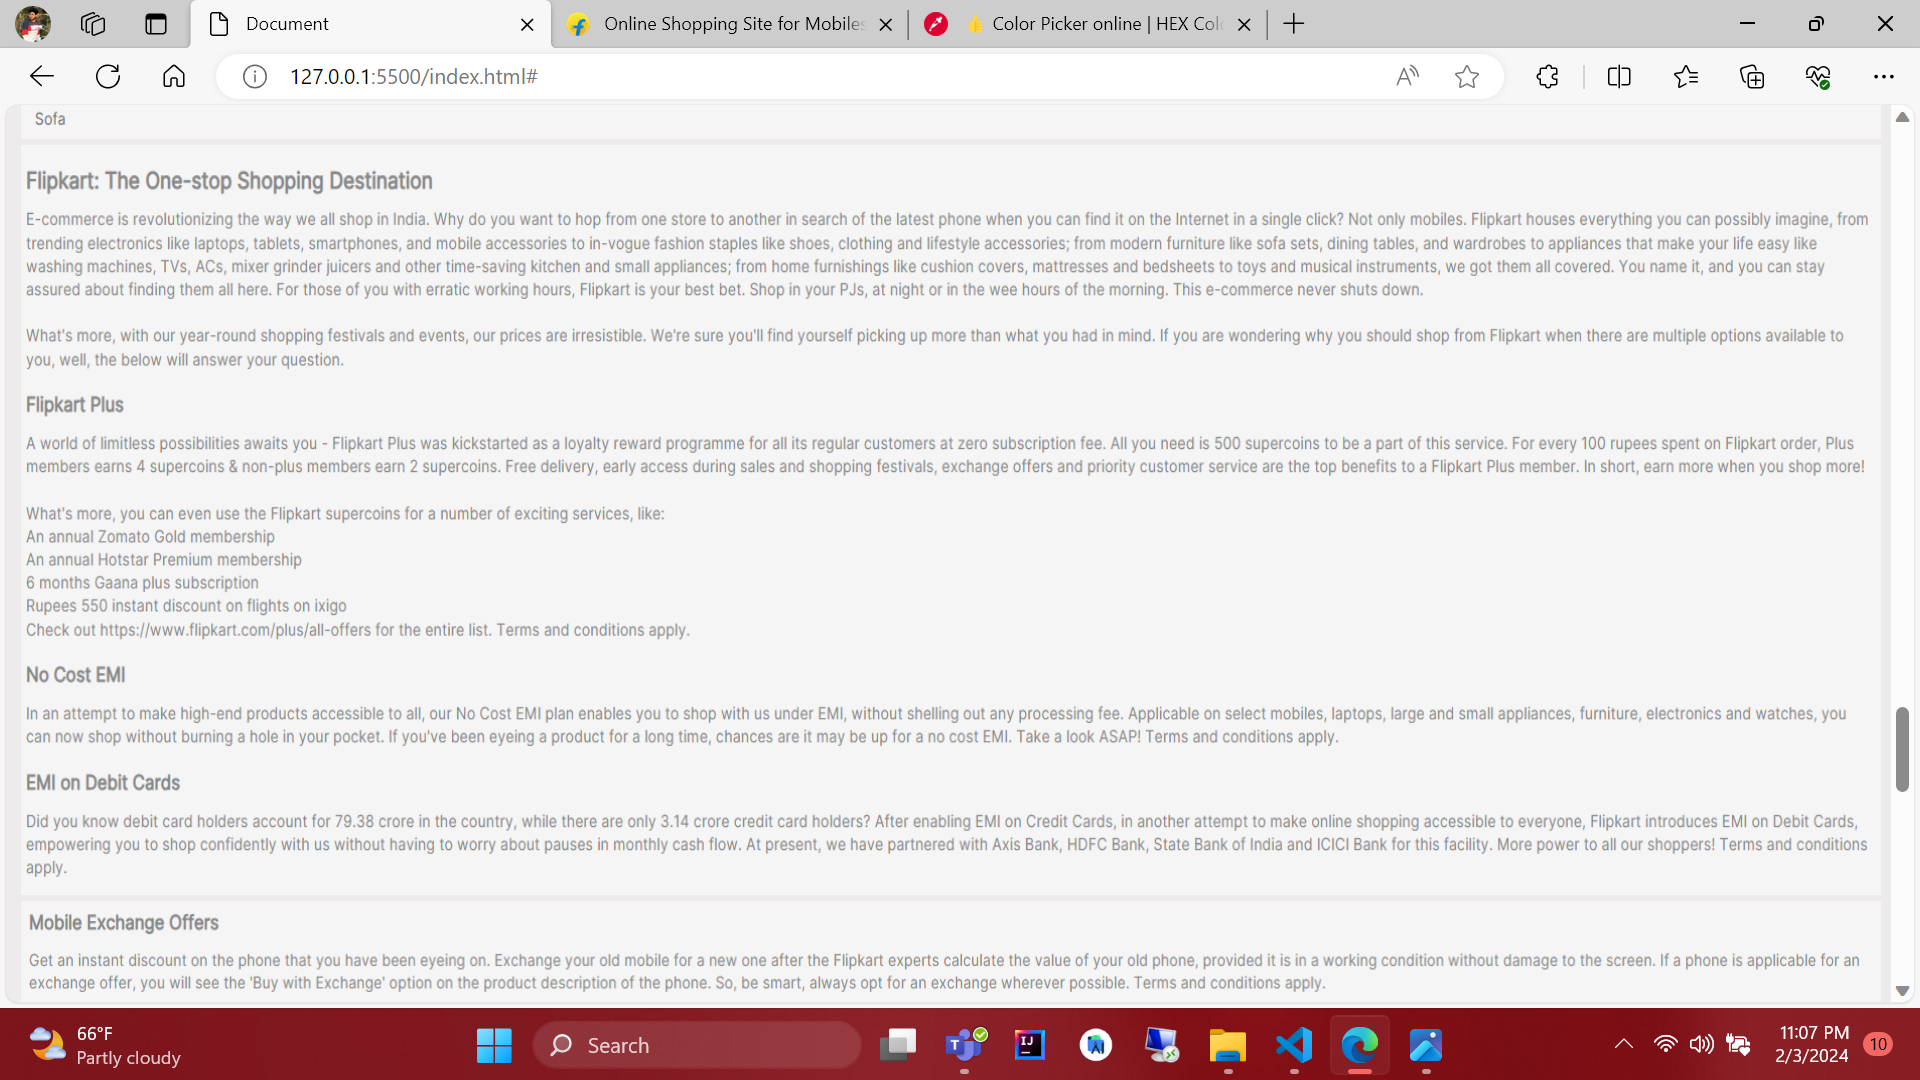 Document
Online Shopping Site for Mobiles
Color Picker online | HEX Colo
127.0.0.1:5500/index.html#
Sofa
Flipkart: The One-stop Shopping Destination
E-commerce is revolutionizing the way we all shop in India. Why do you want to hop from one store to another in search of the latest phone when you can find it on the Internet in a single click? Not only mobiles. Flipkart houses everything you can possibly imagine, from
trending electronics like laptops, tablets, smartphones, and mobile accessories to in-vogue fashion staples like shoes, clothing and lifestyle accessories; from modern furniture like sofa sets, dining tables, and wardrobes to appliances that make your life easy like
washing machines, TVs, ACs, mixer grinder juicers and other time-saving kitchen and small appliances; from home furnishings like cushion covers, mattresses and bedsheets to toys and musical instruments, we got them all covered. You name it, and you can stay
assured about finding them all here. For those of you with erratic working hours, Flipkart is your best bet. Shop in your PJs, at night or in the wee hours of the morning. This e-commerce never shuts down.
What's more, with our year-round shopping festivals and events, our prices are irresistible. We're sure you'll find yourself picking up more than what you had in mind. If you are wondering why you should shop from Flipkart when there are multiple options available to
you, well, the below will answer your question.
Flipkart Plus
A world of limitless possibilities awaits you - Flipkart Plus was kickstarted as a loyalty reward programme for all its regular customers at zero subscription fee. All you need is 500 supercoins to be a part of this service. For every 100 rupees spent on Flipkart order, Plus
members earns 4 supercoins & non-plus members earn 2 supercoins. Free delivery, early access during sales and shopping festivals, exchange offers and priority customer service are the top benefits to a Flipkart Plus member. In short, earn more when you shop more!
What's more, you can even use the Flipkart supercoins for a number of exciting services, like:
An annual Zomato Gold membership
An annual Hotstar Premium membership
6 months Gaana plus subscription
Rupees 550 instant discount on flights on ixigo
Check out https://www.flipkart.com/plus/all-offers for the entire list. Terms and conditions apply.
No Cost EMI
In an attempt to make high-end products accessible to all, our No Cost EMI plan enables you to shop with us under EMI, without shelling out any processing fee. Applicable on select mobiles, laptops, large and small appliances, furniture, electronics and watches, you
can now shop without burning a hole in your pocket. If you've been eyeing a product for a long time, chances are it may be up for a no cost EMI. Take a look ASAP! Terms and conditions apply.
EMI on Debit Cards
Did you know debit card holders account for 79.38 crore in the country, while there are only 3.14 crore credit card holders? After enabling EMI on Credit Cards, in another attempt to make online shopping accessible to everyone, Flipkart introduces EMI on Debit Cards,
empowering you to shop confidently with us without having to worry about pauses in monthly cash flow. At present, we have partnered with Axis Bank, HDFC Bank, State Bank of India and ICICI Bank for this facility. More power to all our shoppers! Terms and conditions
apply.
Mobile Exchange Offers
Get an instant discount on the phone that you have been eyeing on. Exchange your old mobile for a new one after the Flipkart experts calculate the value of your old phone, provided it is in a working condition without damage to the screen. If a phone is applicable for an
exchange offer, you will see the 'Buy with Exchange' option on the product description of the phone. So, be smart, always opt for an exchange wherever possible. Terms and conditions apply.
66°F
Partly cloudy
Search
11:07 PM
2/3/2024
10